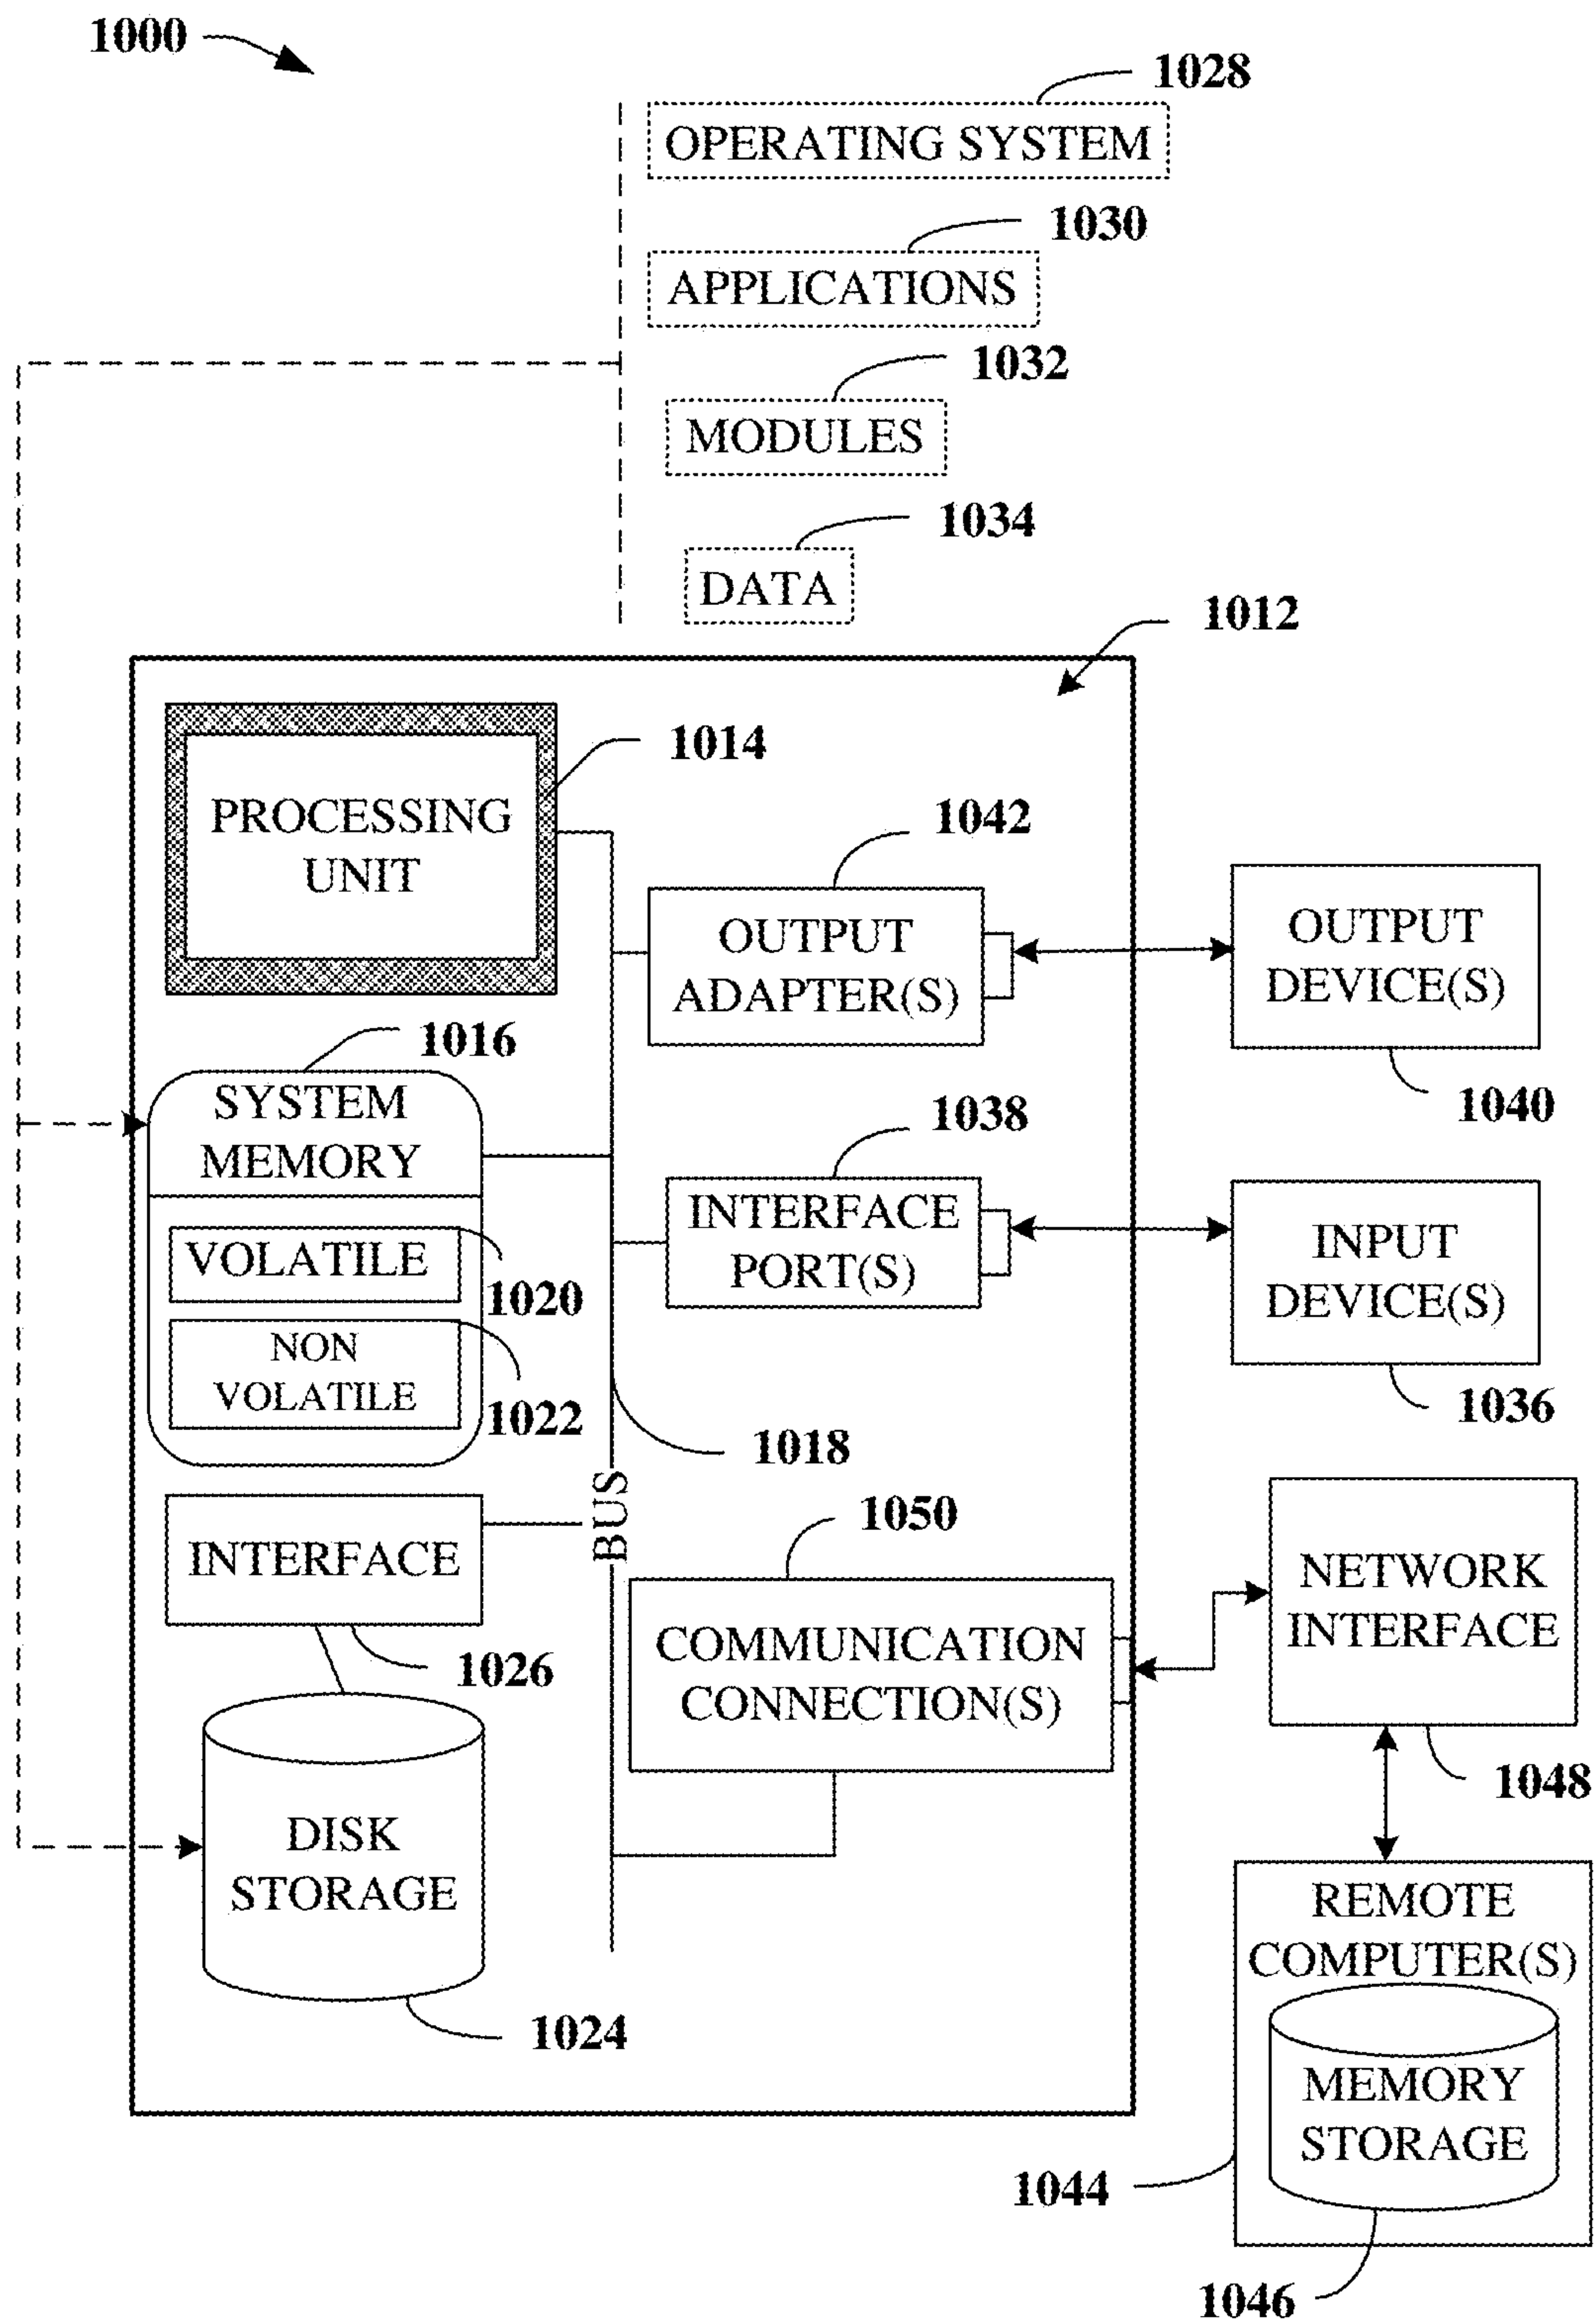 1000
1028
OPERATING SYSTEM
1030
APPLICATIONS
1032
MODULES
1034
DATA
1012
1014
PROCESSING
UNIT
1042
OUTPUT
ADAPTER(S)
OUTPUT
DEVICE(S)
1040
1016
SYSTEM
MEMORY
VOLATILE
1020
NON
VOLATILE
1022
1038
INTERFACE
PORT(S)
INPUT
DEVICE(S)
1036
1018
BUS
INTERFACE
1026
1050
COMMUNICATION
CONNECTION(S)
NETWORK
INTERFACE
1048
DISK
STORAGE
1024
REMOTE
COMPUTER(S)
MEMORY
STORAGE
1044
1046